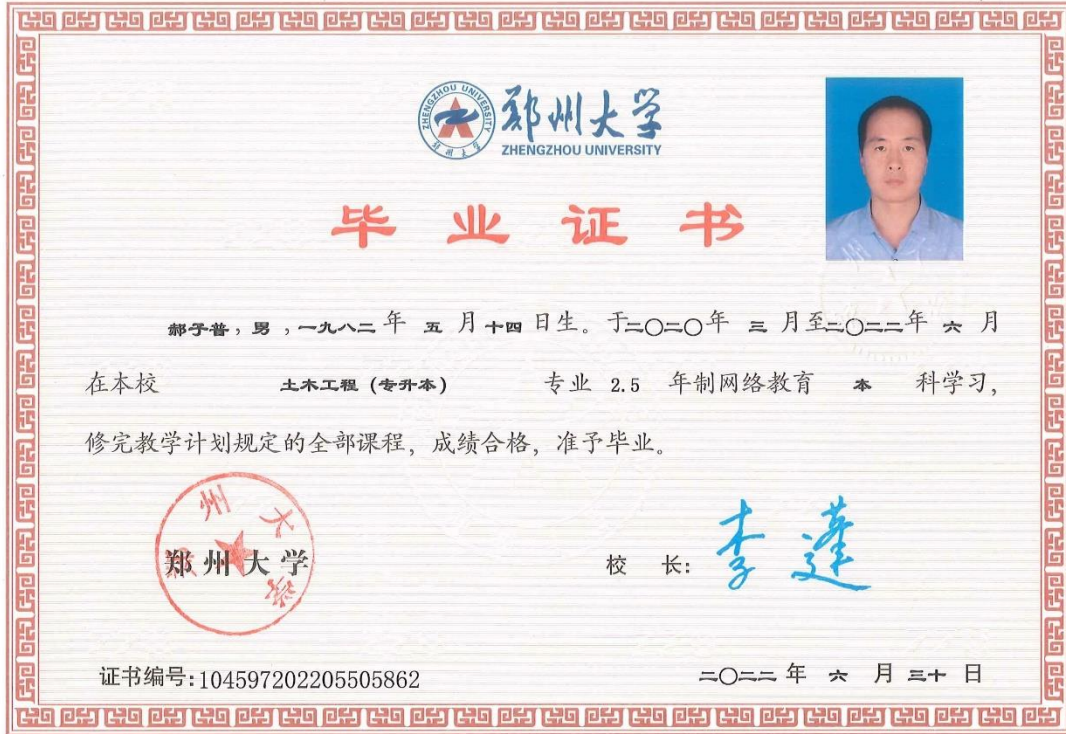 ZHENGZHOU UNIVERSITY
郑州大学
郑州大学
ZHENGZHOU UNIVERSITY
毕业证书
郝子普，男，一九八二年 五 月十四日生。于二〇二〇年 三 月至二〇二二年 六 月
在本校 土木工程（专升本） 专业 2.5 年制网络教育 本 科学习，
修完教学计划规定的全部课程，成绩合格，准予毕业。
郑州大学
郑州大学
校 长：李蓬
证书编号:104597202205505862
二〇二二年 六 月 三十 日